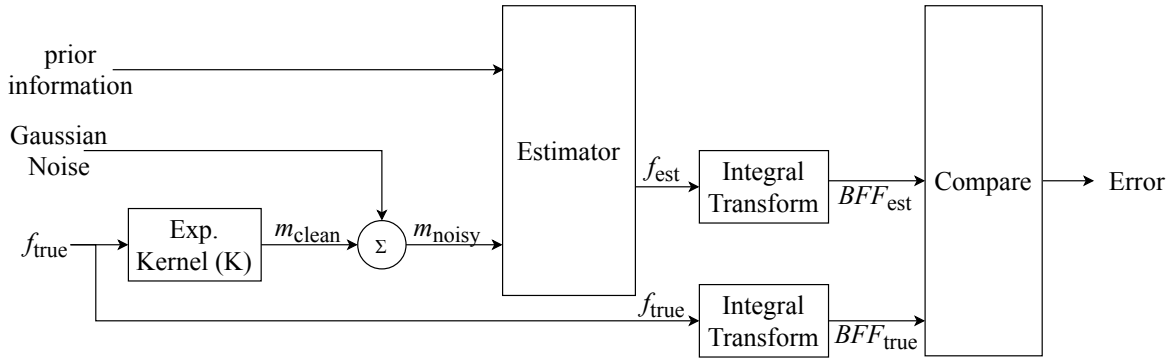 prior
information
Gaussian
Noise
f_true
Exp.
Kernel (K)
m_clean
Σ
m_noisy
Estimator
f_est
Integral
Transform
BFF_est
f_true
Integral
Transform
BFF_true
Compare
Error